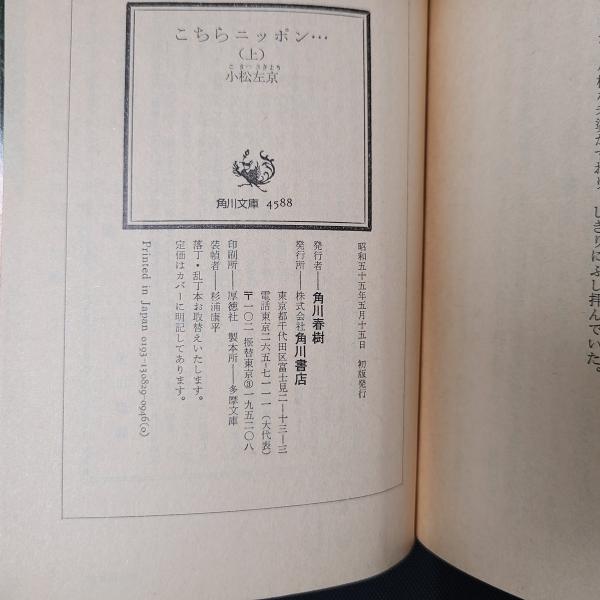 こちらニッポン…
(上)
こまつさきょう
小松左京
角川文庫 4588
昭和五十五年五月十五日 初版発行
発行者――角川春樹
発行所――株式会社角川書店
東京都千代田区富士見二ー十三ー三
電話東京二六五ー七一一一(大代表)
〒一〇二 振替東京③一九五二〇八
印刷所――厚徳社 製本所――多摩文庫
装幀者――杉浦康平
落丁・乱丁本お取替えいたします。
定価はカバーに明記してあります。
Printed in Japan 0193-130829-0946(0)
しきりにふし拝んでいた。